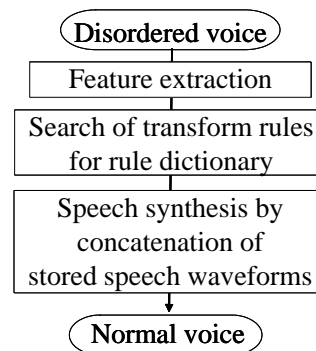 Disordered voice
Feature extraction
Search of transform rules
for rule dictionary
Speech synthesis by
concatenation of
stored speech waveforms
Normal voice